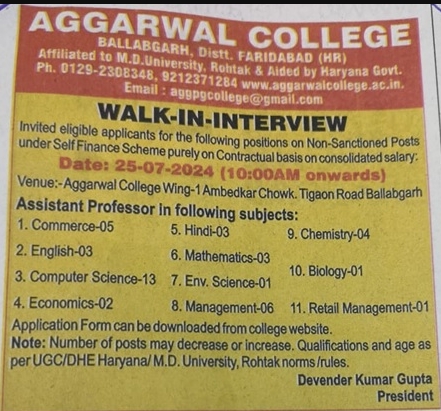 AGGARWAL COLLEGE
BALLABGARH, Distt. FARIDABAD (HR)
Affiliated to M.D.University, Rohtak & Aided by Haryana Govt.
Ph. 0129-2308348, 9212371284 www.aggarwalcollege.ac.in.
Email : aggpgcollege@gmail.com
WALK-IN-INTERVIEW
Invited eligible applicants for the following positions on Non-Sanctioned Posts
under Self Finance Scheme purely on Contractual basis on consolidated salary:
Date: 25-07-2024 (10:00AM onwards)
Venue:-Aggarwal College Wing-1 Ambedkar Chowk. Tigaon Road Ballabgarh
Assistant Professor in following subjects:
1. Commerce-05
2. English-03
3. Computer Science-13
4. Economics-02
5. Hindi-03
6. Mathematics-03
7. Env. Science-01
8. Management-06
9. Chemistry-04
10. Biology-01
11. Retail Management-01
Application Form can be downloaded from college website.
Note: Number of posts may decrease or increase. Qualifications and age as
per UGC/DHE Haryana/ M.D. University, Rohtak norms /rules.
Devender Kumar Gupta
President